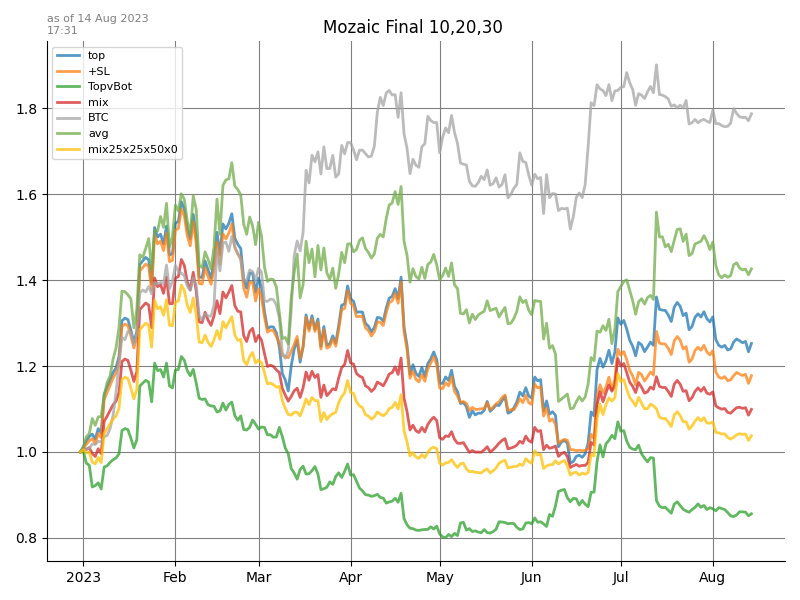 as of 14 Aug 2023
17:31
Mozaic Final 10,20,30
top
+SL
TopvBot
mix
BTC
avg
mix25x25x50x0
1.8
1.6
1.4
1.2
1.0
0.8
2023 Feb Mar Apr May Jun Jul Aug